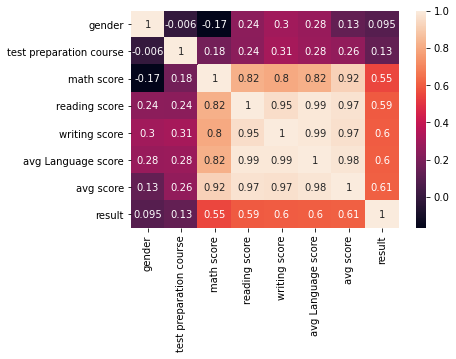 gender 1 -0.006 -0.17 0.24 0.3 0.28 0.13 0.095
test preparation course -0.006 1 0.18 0.24 0.31 0.28 0.26 0.13
math score -0.17 0.18 1 0.82 0.8 0.82 0.92 0.55
reading score 0.24 0.24 0.82 1 0.95 0.99 0.97 0.59
writing score 0.3 0.31 0.8 0.95 1 0.99 0.97 0.6
avg Language score 0.28 0.28 0.82 0.99 0.99 1 0.98 0.6
avg score 0.13 0.26 0.92 0.97 0.97 0.98 1 0.61
result 0.095 0.13 0.55 0.59 0.6 0.6 0.61 1
gender
test preparation course
math score
reading score
writing score
avg Language score
avg score
result
1.0
0.8
0.6
0.4
0.2
0.0